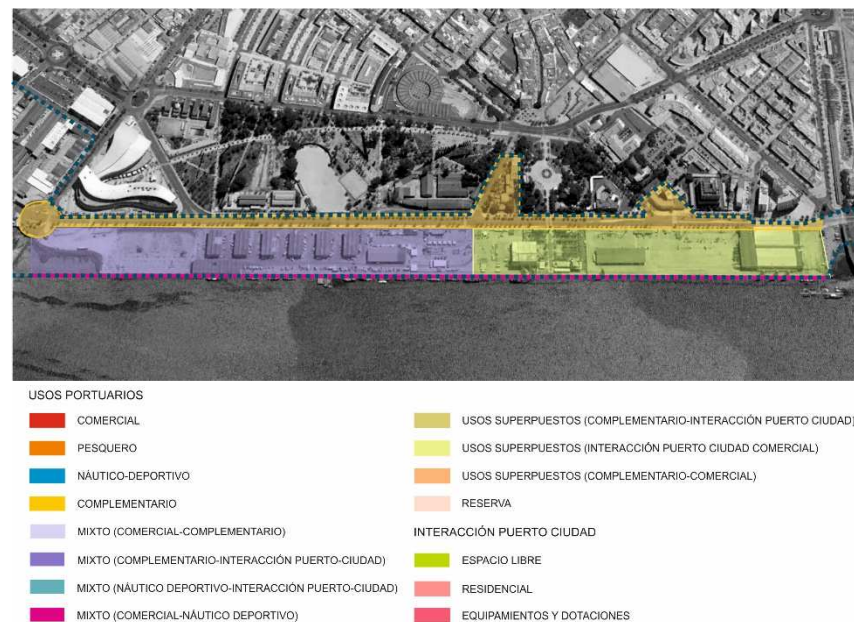 USOS PORTUARIOS
COMERCIAL
PESQUERO
NÁUTICO-DEPORTIVO
COMPLEMENTARIO
MIXTO (COMERCIAL-COMPLEMENTARIO)
MIXTO (COMPLEMENTARIO-INTERACCIÓN PUERTO-CIUDAD)
MIXTO (NÁUTICO DEPORTIVO-INTERACCIÓN PUERTO-CIUDAD)
MIXTO (COMERCIAL-NÁUTICO DEPORTIVO)
USOS SUPERPUESTOS (COMPLEMENTARIO-INTERACCIÓN PUERTO CIUDAD)
USOS SUPERPUESTOS (INTERACCIÓN PUERTO CIUDAD COMERCIAL)
USOS SUPERPUESTOS (COMPLEMENTARIO-COMERCIAL)
RESERVA
INTERACCIÓN PUERTO CIUDAD
ESPACIO LIBRE
RESIDENCIAL
EQUIPAMIENTOS Y DOTACIONES